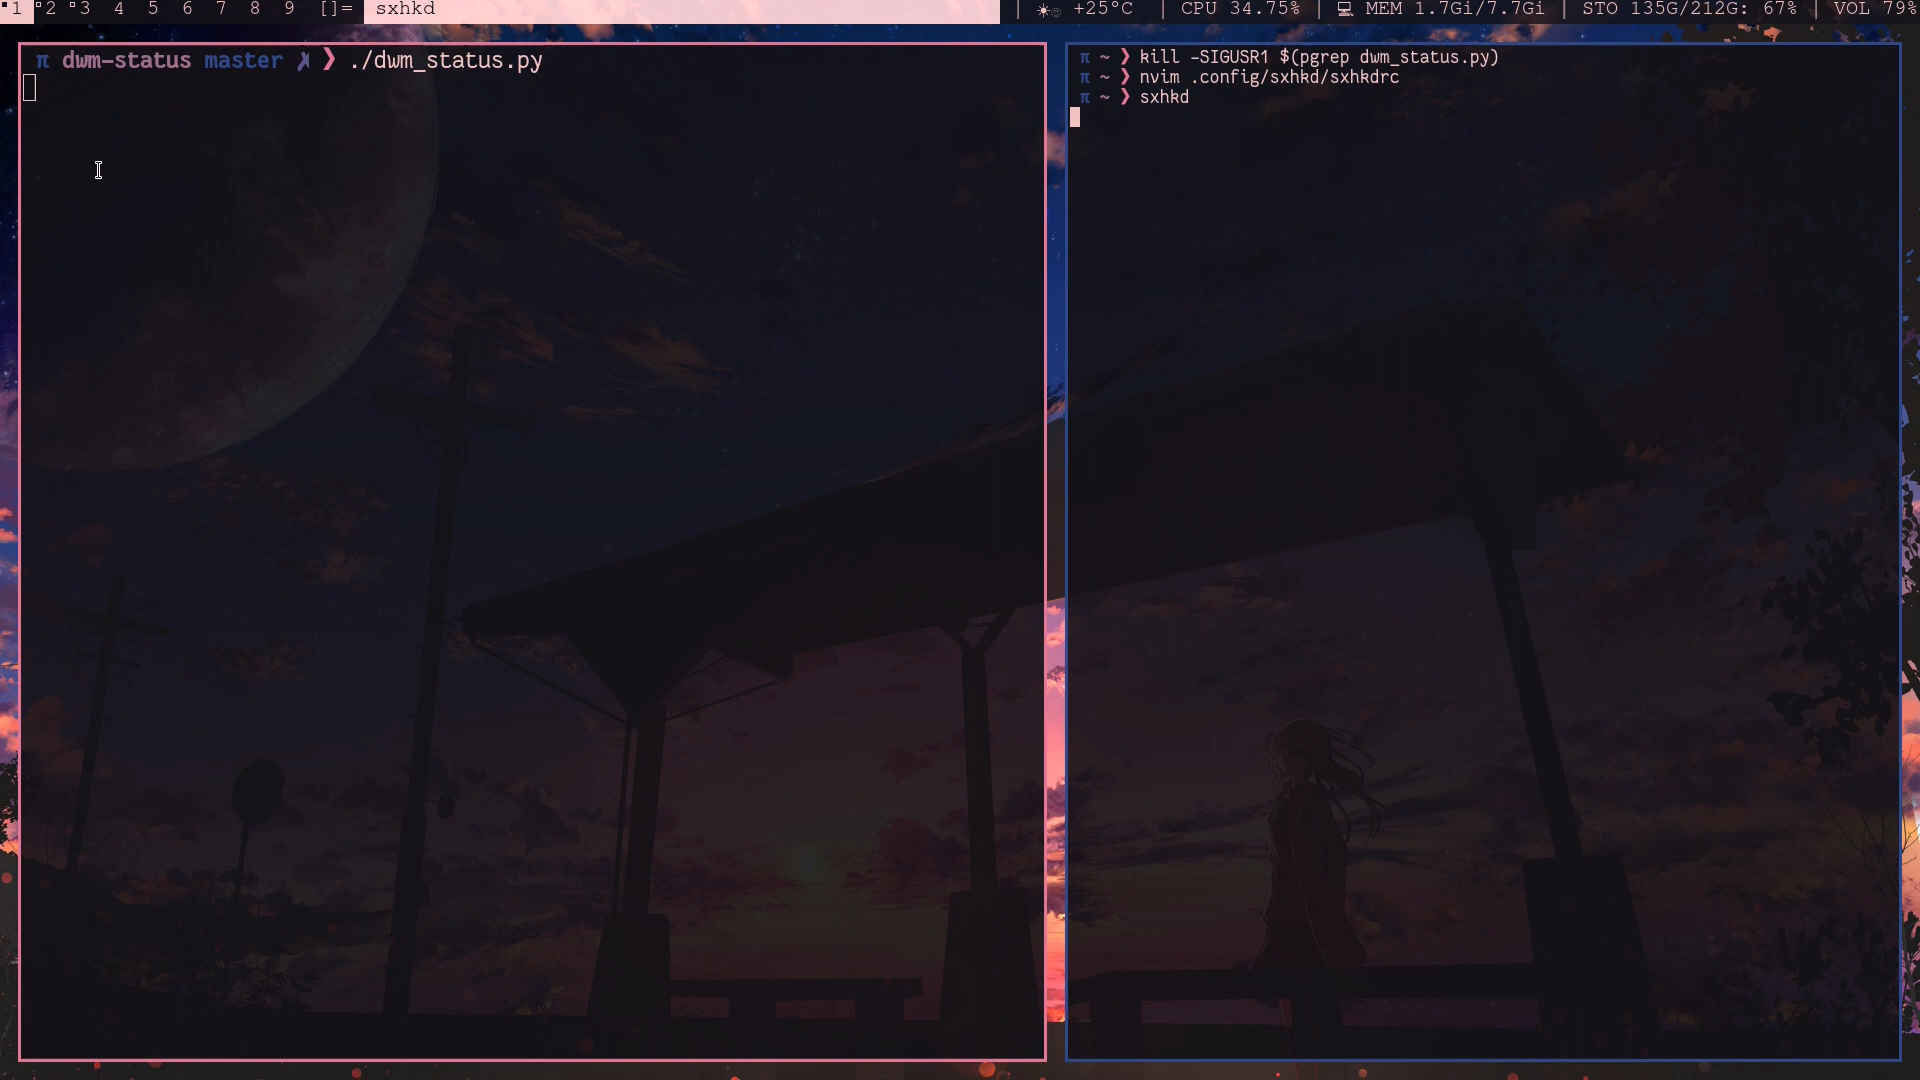 1 2 3 4 5 6 7 8 9 []= sxhkd | ☀ +25°C | CPU 34.75% | 💻 MEM 1.7Gi/7.7Gi | STO 135G/212G: 67% | VOL 79%
π dwm-status master ✗ ❯ ./dwm_status.py
π ~ ❯ kill -SIGUSR1 $(pgrep dwm_status.py)
π ~ ❯ nvim .config/sxhkd/sxhkdrc
π ~ ❯ sxhkd